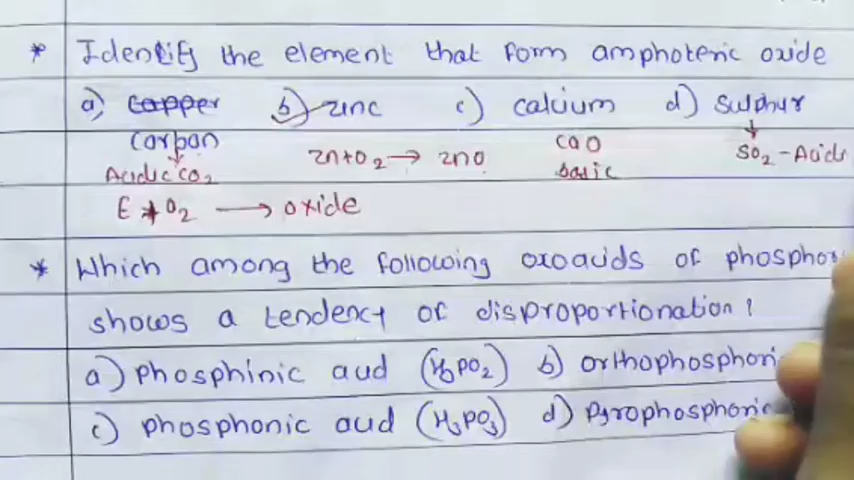 * Identify the element that form amphoteric oxide
a) copper b) zinc c) calcium d) sulphur
carbon
Acidic CO2 Zn+O2 → ZnO CaO basic SO2 - Acidic
E + O2 → oxide
* Which among the following oxoacids of phosphor
shows a tendency of disproportionation?
a) phosphinic acid (H3PO2) b) orthophosphori
c) phosphonic acid (H3PO3) d) Pyrophosphoric